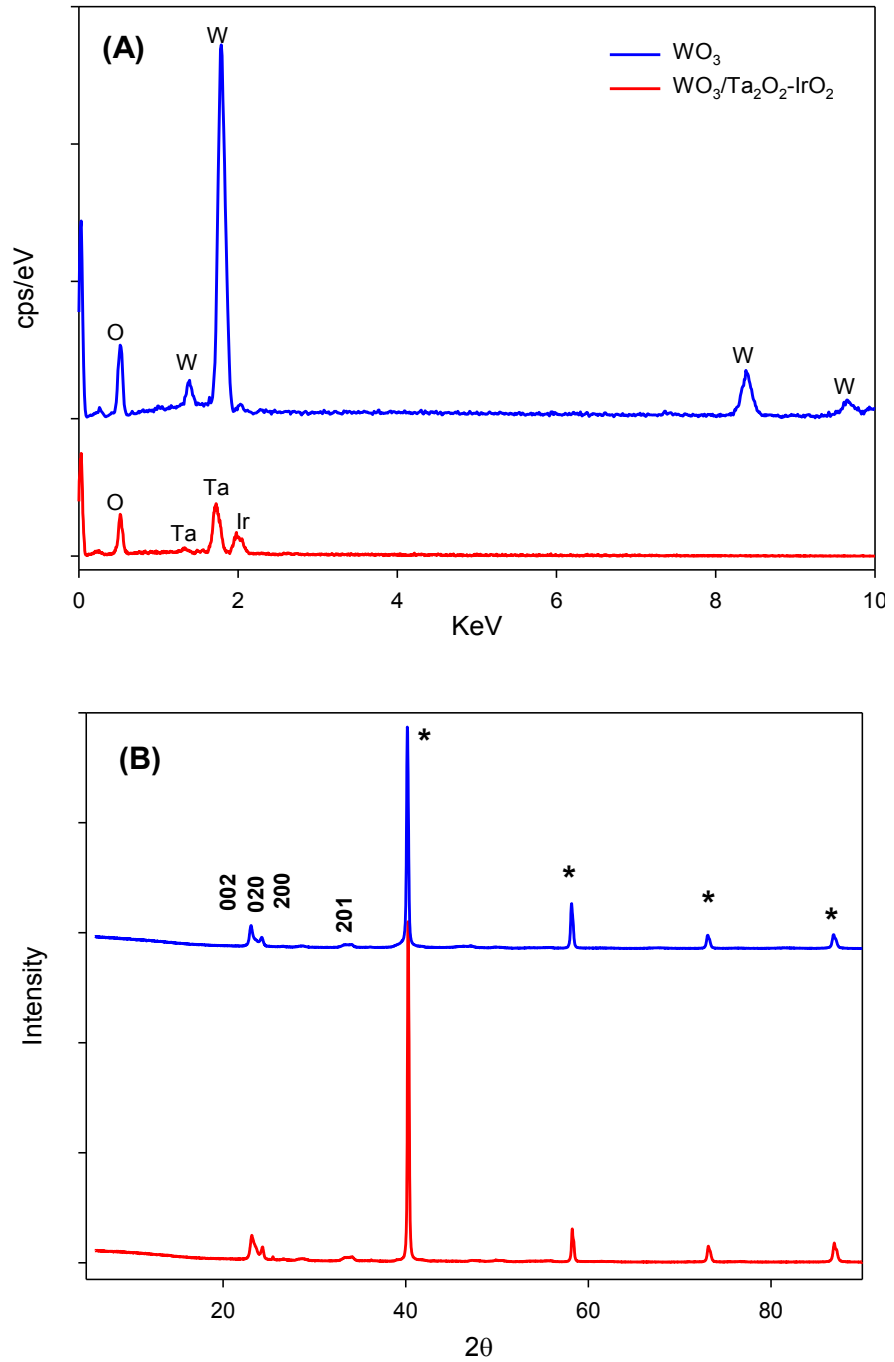 (A)
W
WO₃
WO₃/Ta₂O₂-IrO₂
cps/eV
O
W
W
W
O
Ta
Ta
Ir
0 2 4 6 8 10
KeV
(B)
*
002 020 200
201
*
*
*
Intensity
20 40 60 80
2θ